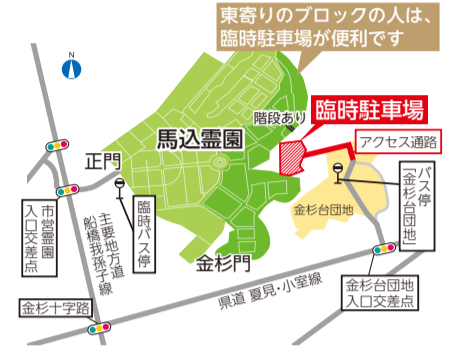 東寄りのブロックの人は、
臨時駐車場が便利です
N
階段あり
臨時駐車場
馬込霊園
アクセス通路
正門
バス停
「金杉台団地」
市営霊園
入口交差点
臨時バス停
主要地方道
船橋我孫子線
金杉台団地
金杉門
県道 夏見・小室線
金杉台団地
入口交差点
金杉十字路